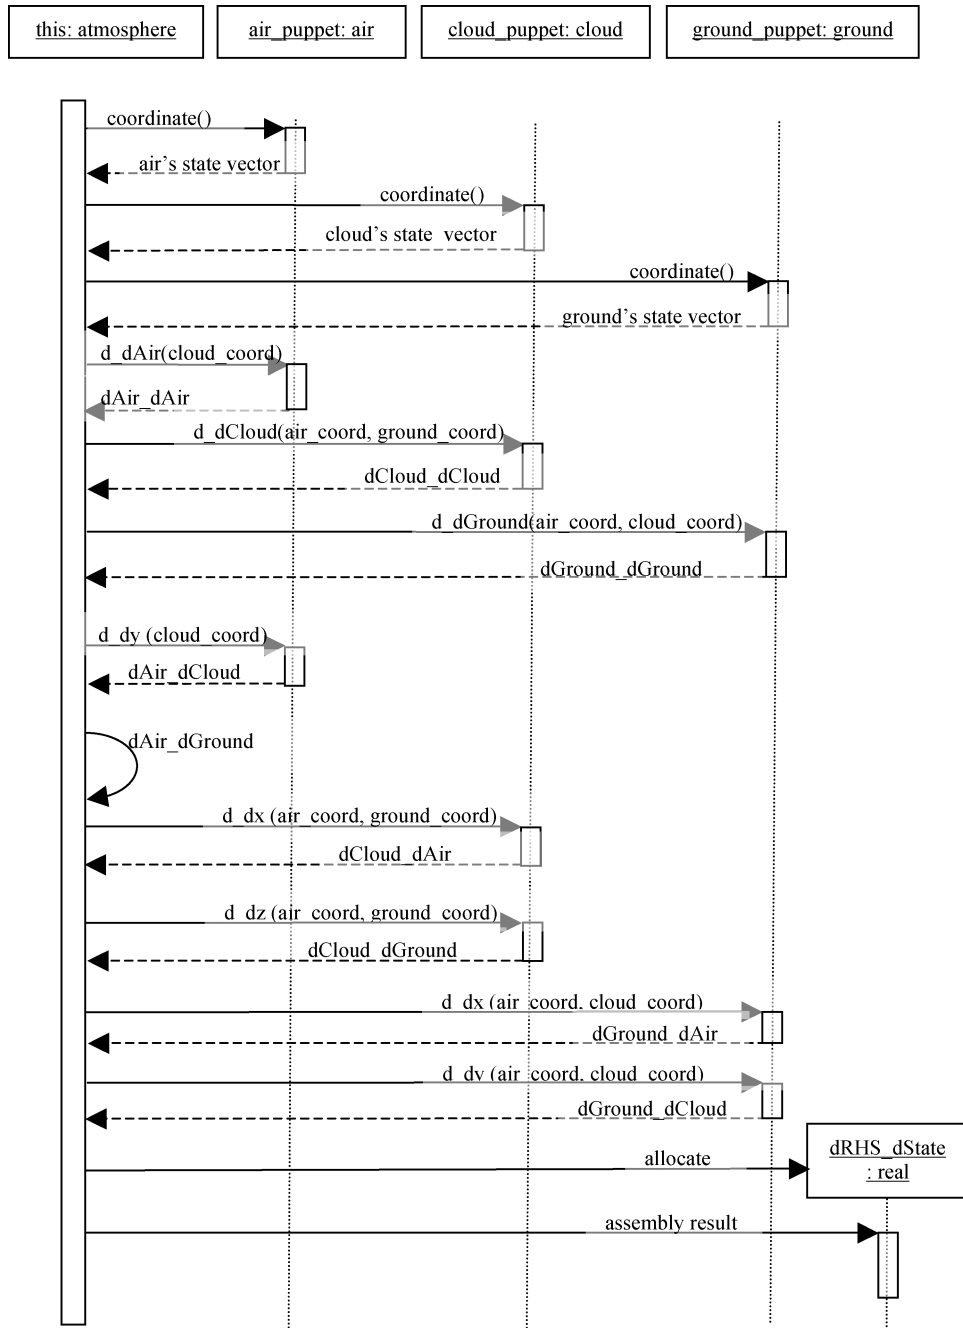 this: atmosphere
air_puppet: air
cloud_puppet: cloud
ground_puppet: ground
coordinate()
air's state vector
coordinate()
cloud's state vector
coordinate()
ground's state vector
d_dAir(cloud_coord)
dAir_dAir
d_dCloud(air_coord, ground_coord)
dCloud_dCloud
d_dGround(air_coord, cloud_coord)
dGround_dGround
d_dy (cloud_coord)
dAir_dCloud
dAir_dGround
d_dx (air_coord, ground_coord)
dCloud_dAir
d_dz (air_coord, ground_coord)
dCloud_dGround
d_dx (air_coord, cloud_coord)
dGround_dAir
d_dy (air_coord, cloud_coord)
dGround_dCloud
allocate
dRHS_dState
: real
assembly result